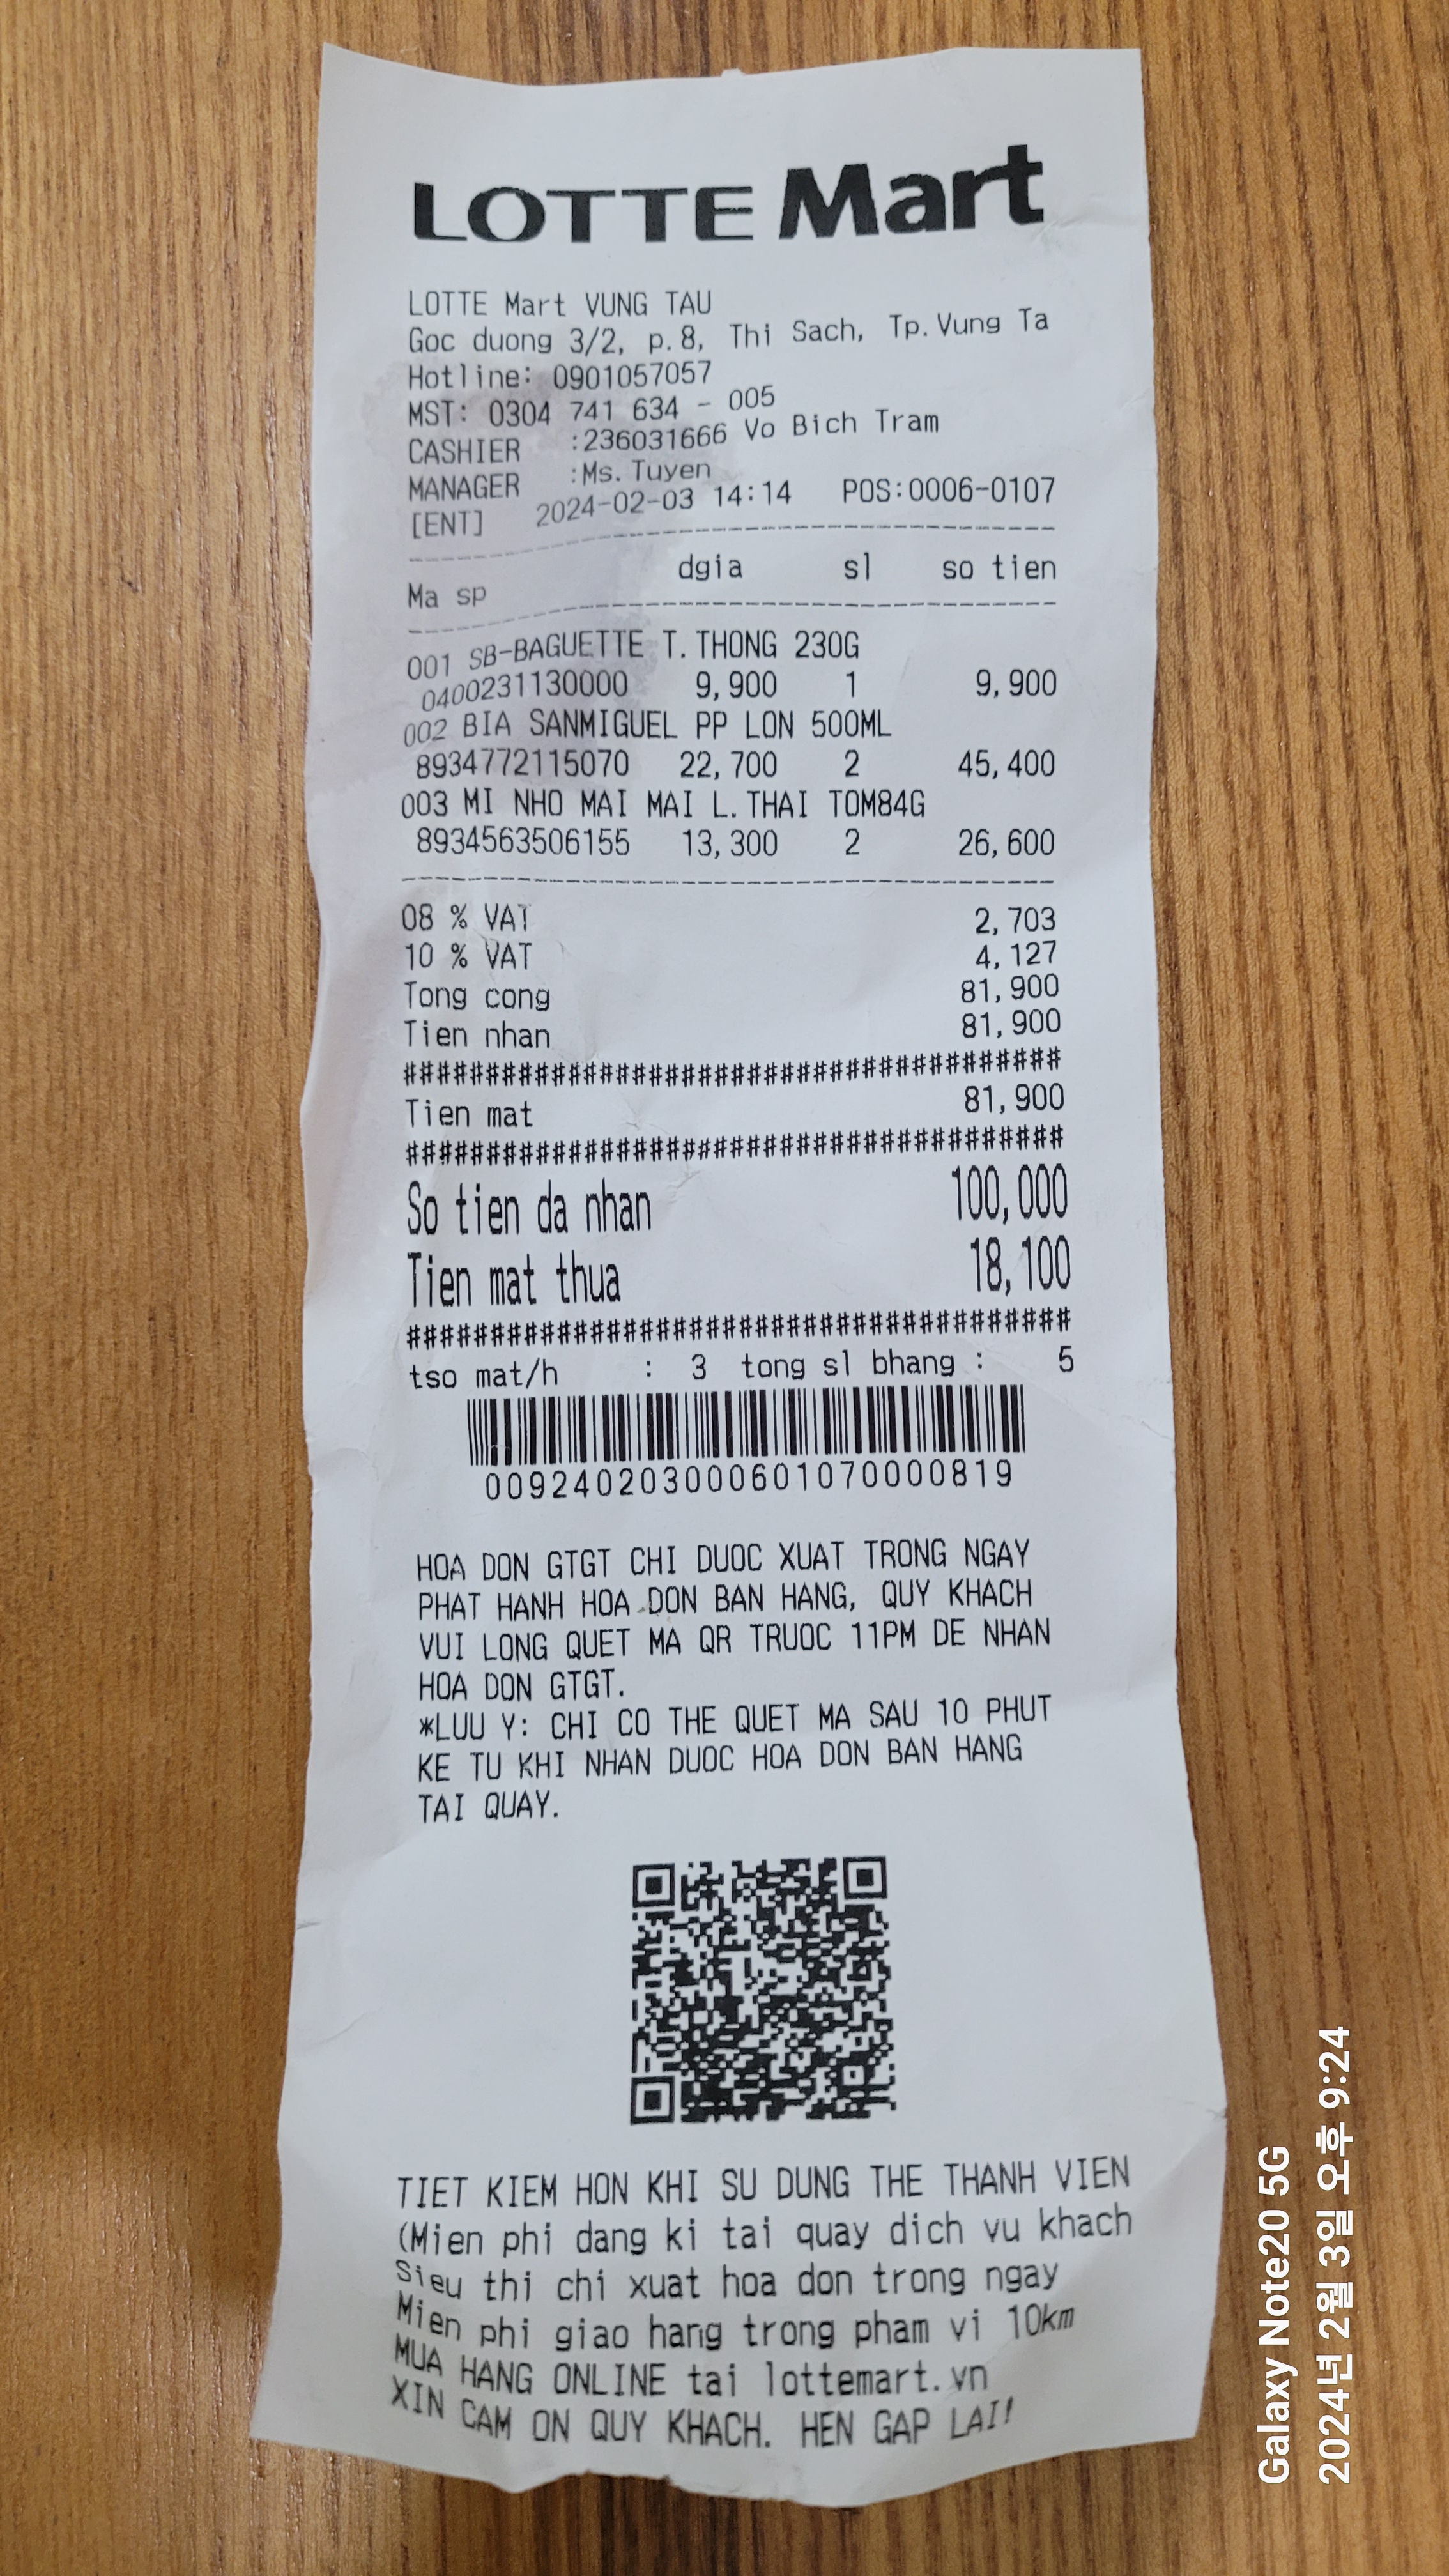 LOTTE Mart
LOTTE Mart VUNG TAU
Goc duong 3/2, p.8, Thi Sach, Tp.Vung Ta
Hotline: 0901057057
MST: 0304 741 634 - 005
CASHIER :236031666 Vo Bich Tram
MANAGER :Ms. Tuyen
[ENT] 2024-02-03 14:14 POS:0006-0107
Ma sp dgia sl so tien
001 SB-BAGUETTE T.THONG 230G
0400231130000 9,900 1 9,900
002 BIA SANMIGUEL PP LON 500ML
8934772115070 22,700 2 45,400
003 MI NHO MAI MAI L.THAI TOM84G
8934563506155 13,300 2 26,600
08 % VAT 2,703
10 % VAT 4,127
Tong cong 81,900
Tien nhan 81,900
########################################
Tien mat 81,900
########################################
So tien da nhan 100,000
Tien mat thua 18,100
########################################
tso mat/h : 3 tong sl bhang : 5
009240203000601070000819
HOA DON GTGT CHI DUOC XUAT TRONG NGAY
PHAT HANH HOA DON BAN HANG, QUY KHACH
VUI LONG QUET MA QR TRUOC 11PM DE NHAN
HOA DON GTGT.
*LUU Y: CHI CO THE QUET MA SAU 10 PHUT
KE TU KHI NHAN DUOC HOA DON BAN HANG
TAI QUAY.
TIET KIEM HON KHI SU DUNG THE THANH VIEN
(Mien phi dang ki tai quay dich vu khach
Sieu thi chi xuat hoa don trong ngay
Mien phi giao hang trong pham vi 10km
MUA HANG ONLINE tai lottemart.vn
XIN CAM ON QUY KHACH. HEN GAP LAI!
Galaxy Note20 5G
2024년 2월 3일 오후 9:24